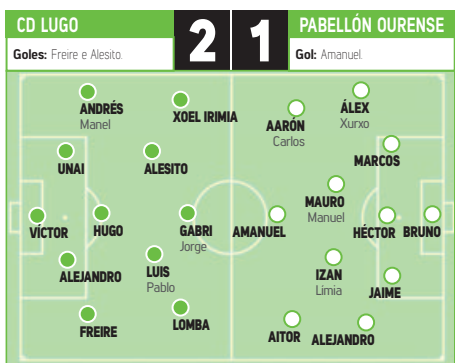 CD LUGO
2
1
PABELLÓN OURENSE
Goles: Freire e Alesito.
Gol: Amanuel.
ANDRÉS
Manel
XOEL IRIMIA
UNAI
ALESITO
VÍCTOR
HUGO
GABRI
Jorge
ALEJANDRO
LUIS
Pablo
FREIRE
LOMBA
ÁLEX
Xurxo
AARÓN
Carlos
MARCOS
MAURO
Manuel
AMANUEL
HÉCTOR
BRUNO
IZAN
Limia
JAIME
AITOR
ALEJANDRO